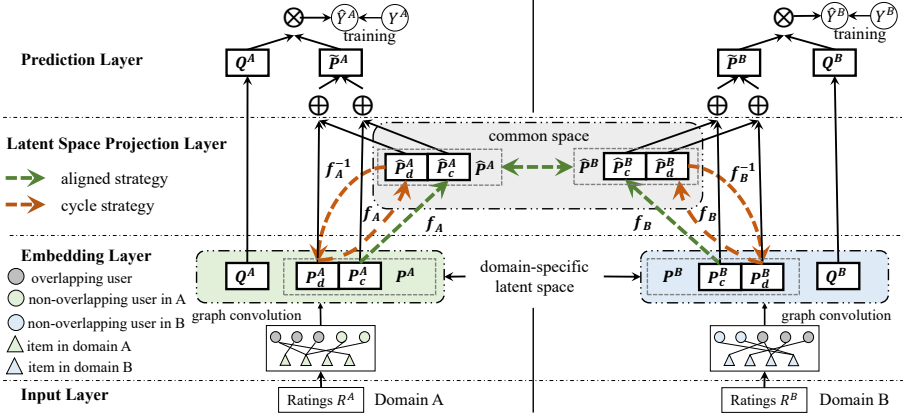 Ŷ^A Y^A
training
Ŷ^B Y^B
training
Prediction Layer
Q^A P̃^A
P̃^B Q^B
common space
Latent Space Projection Layer
aligned strategy
cycle strategy
f_A^{-1}
P̂_d^A P̂_c^A P̂^A
P̂^B P̂_c^B P̂_d^B
f_B^{-1}
f_A
f_A
f_B
f_B
Embedding Layer
overlapping user
non-overlapping user in A
non-overlapping user in B
item in domain A
item in domain B
Q^A P_d^A P_c^A P^A
domain-specific
latent space
P^B P_c^B P_d^B Q^B
graph convolution
graph convolution
Input Layer
Ratings R^A Domain A
Ratings R^B Domain B